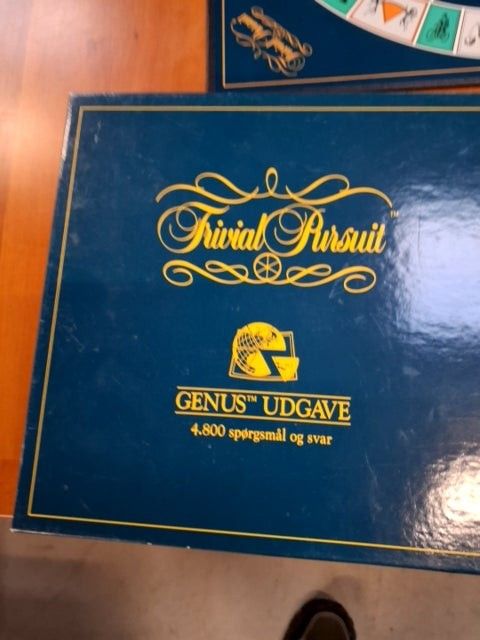 Trivial Pursuit™
GENUS™ UDGAVE
4.800 spørgsmål og svar